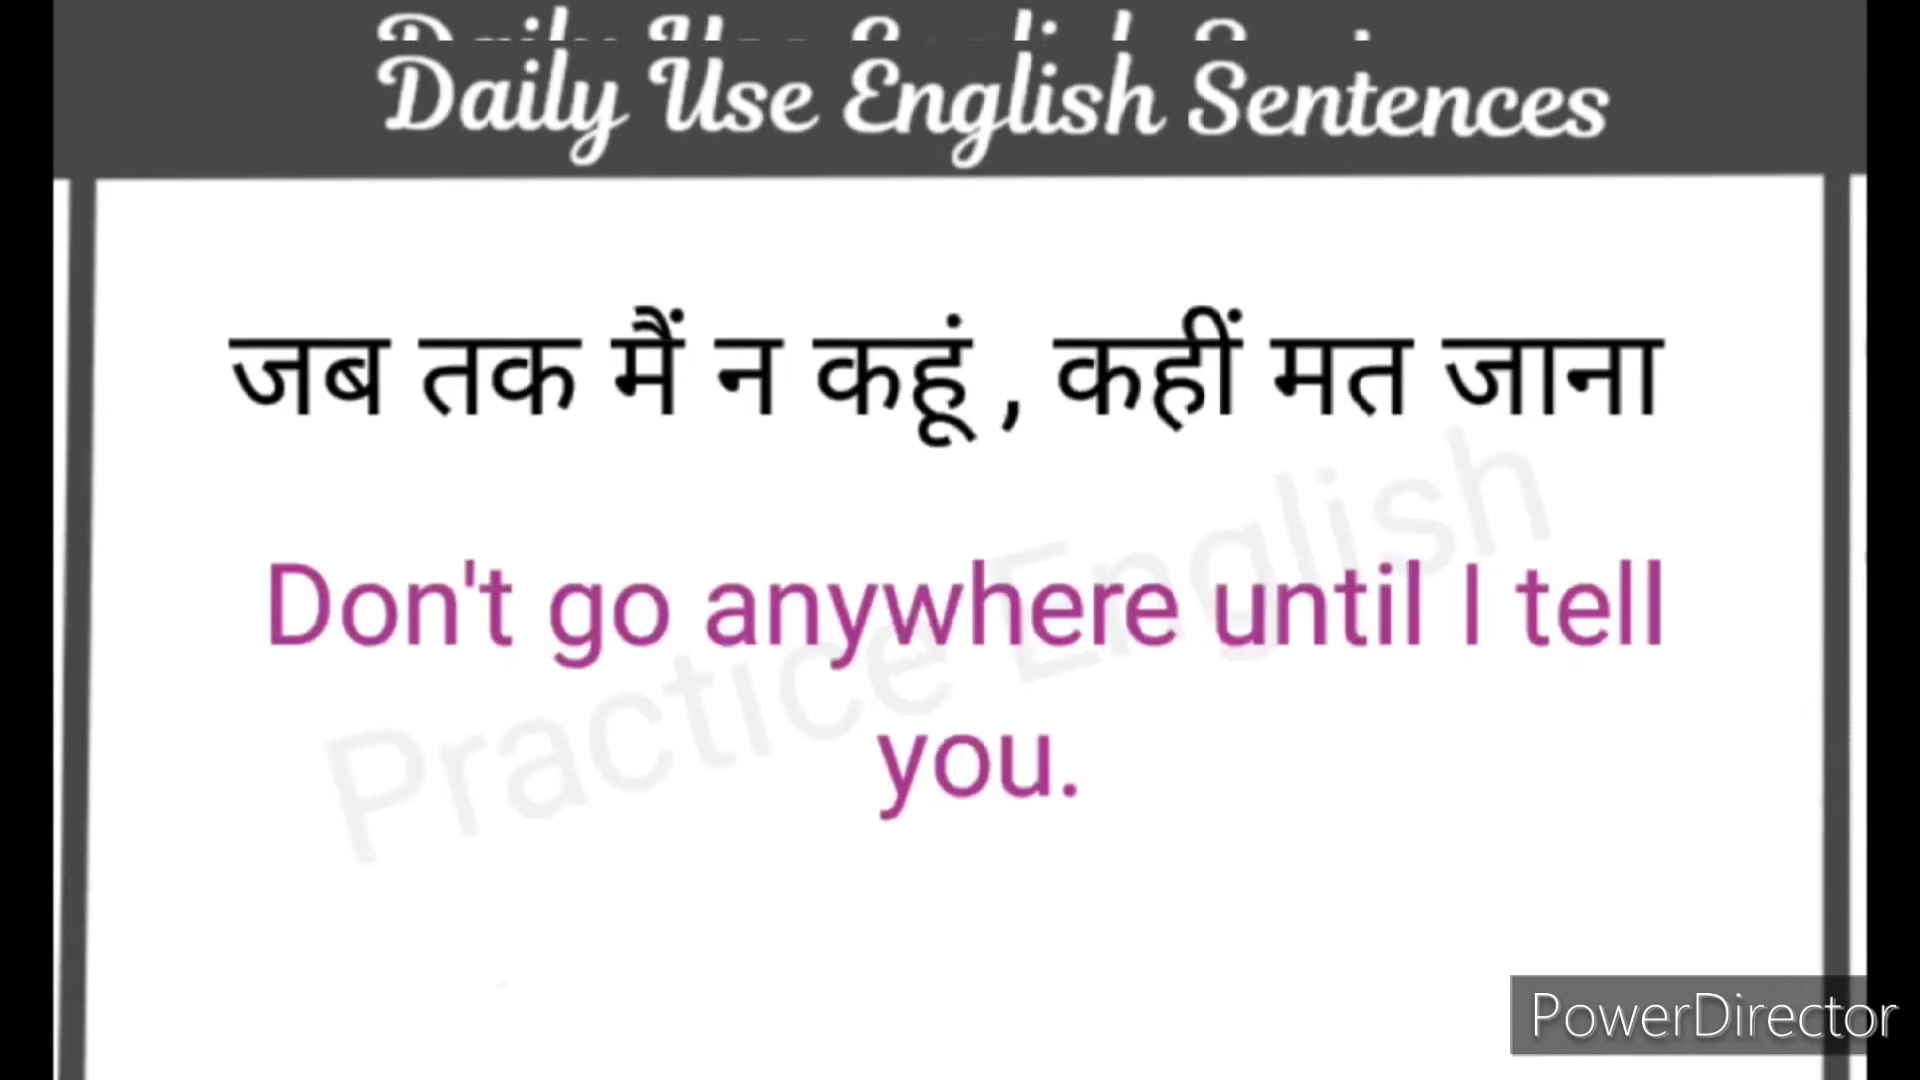 Daily Use English Sentences
जब तक मैं न कहूं , कहीं मत जाना
Don't go anywhere until I tell
you.
Practice English
PowerDirector